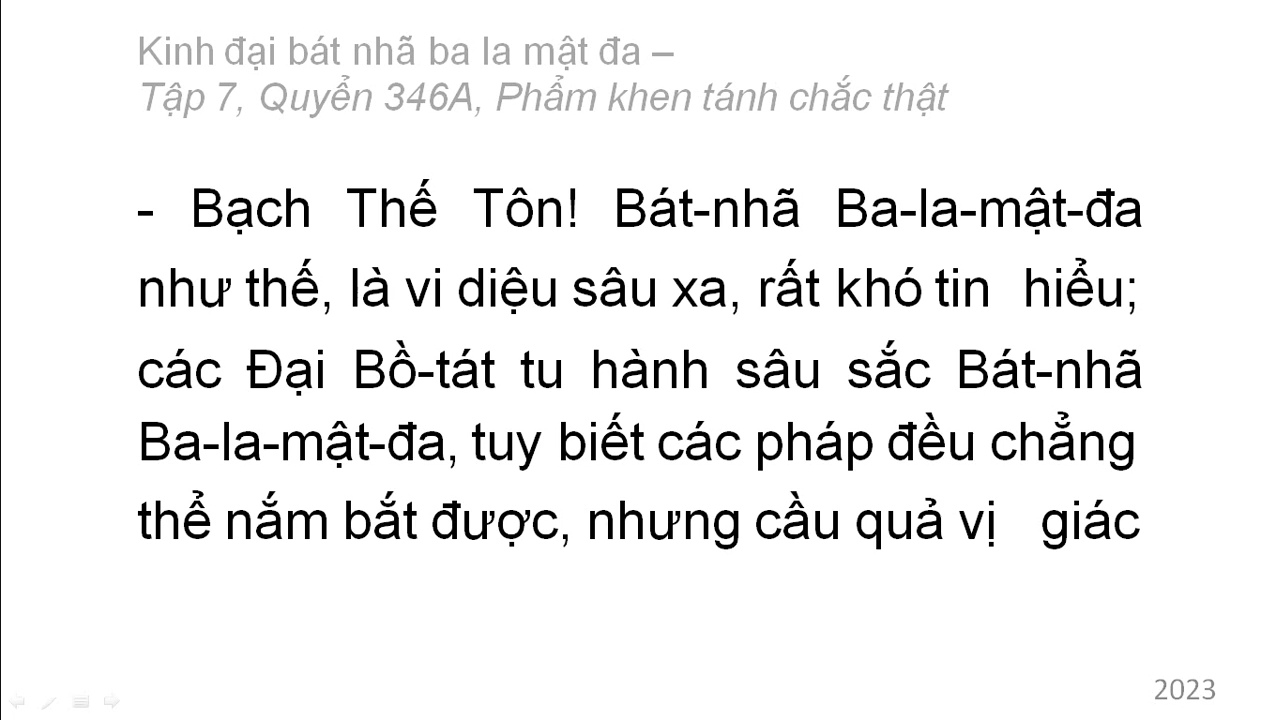 Kinh đại bát nhã ba la mật đa –
Tập 7, Quyển 346A, Phẩm khen tánh chắc thật
- Bạch Thế Tôn! Bát-nhã Ba-la-mật-đa
như thế, là vi diệu sâu xa, rất khó tin hiểu;
các Đại Bồ-tát tu hành sâu sắc Bát-nhã
Ba-la-mật-đa, tuy biết các pháp đều chẳng
thể nắm bắt được, nhưng cầu quả vị giác
2023